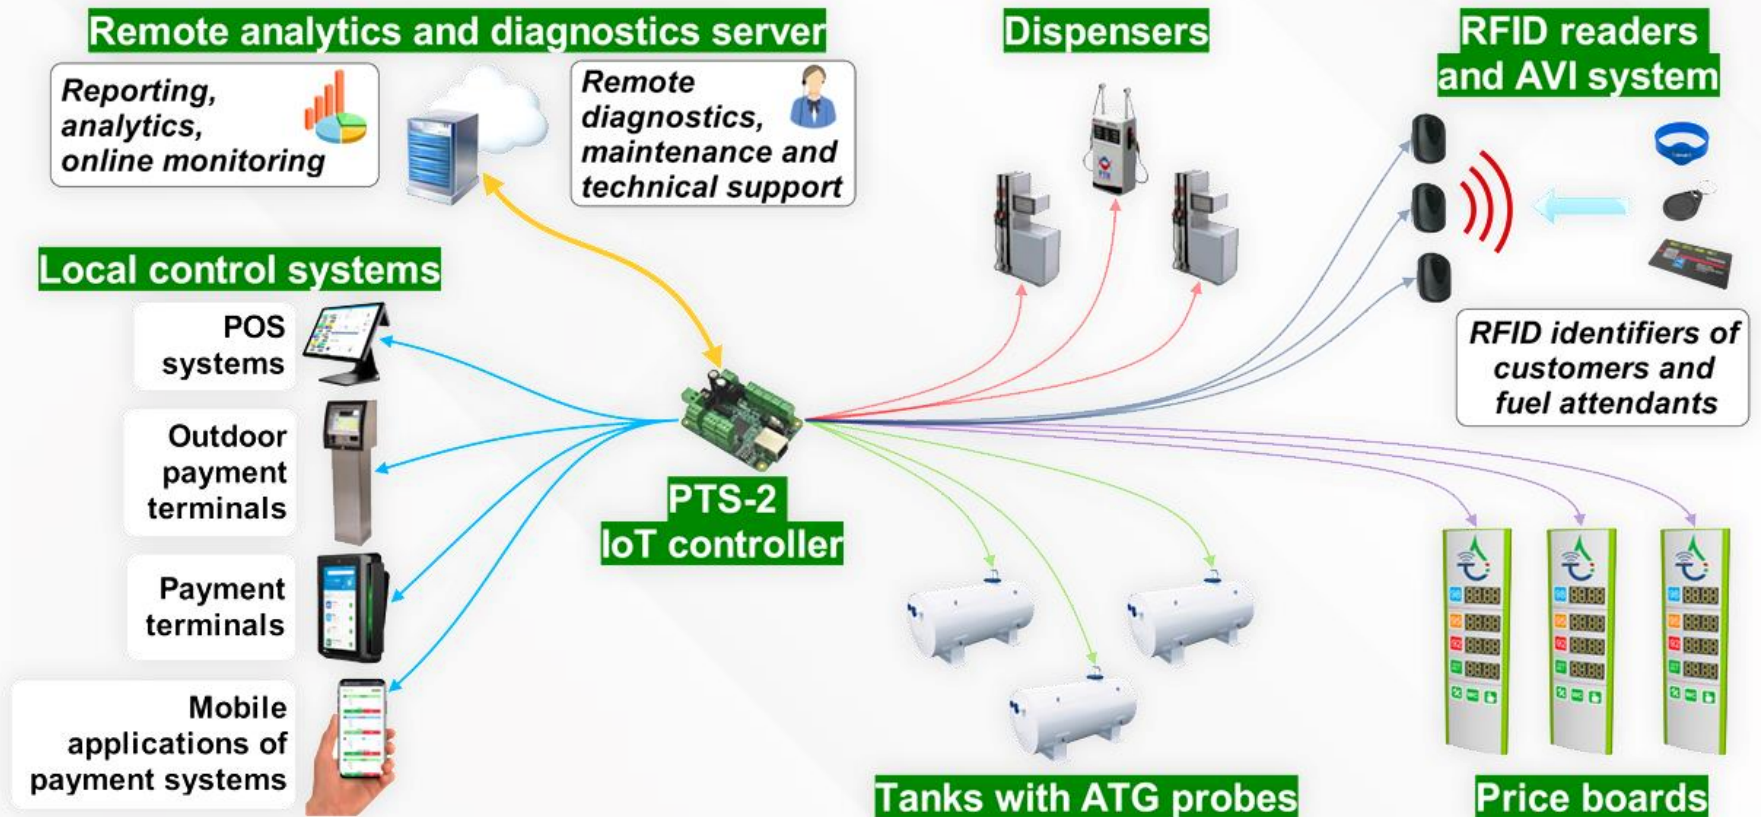 Remote analytics and diagnostics server
Reporting,
analytics,
online monitoring
Remote
diagnostics,
maintenance and
technical support
Dispensers
RFID readers
and AVI system
RFID identifiers of
customers and
fuel attendants
Local control systems
POS
systems
Outdoor
payment
terminals
Payment
terminals
Mobile
applications of
payment systems
PTS-2
IoT controller
Tanks with ATG probes
Price boards